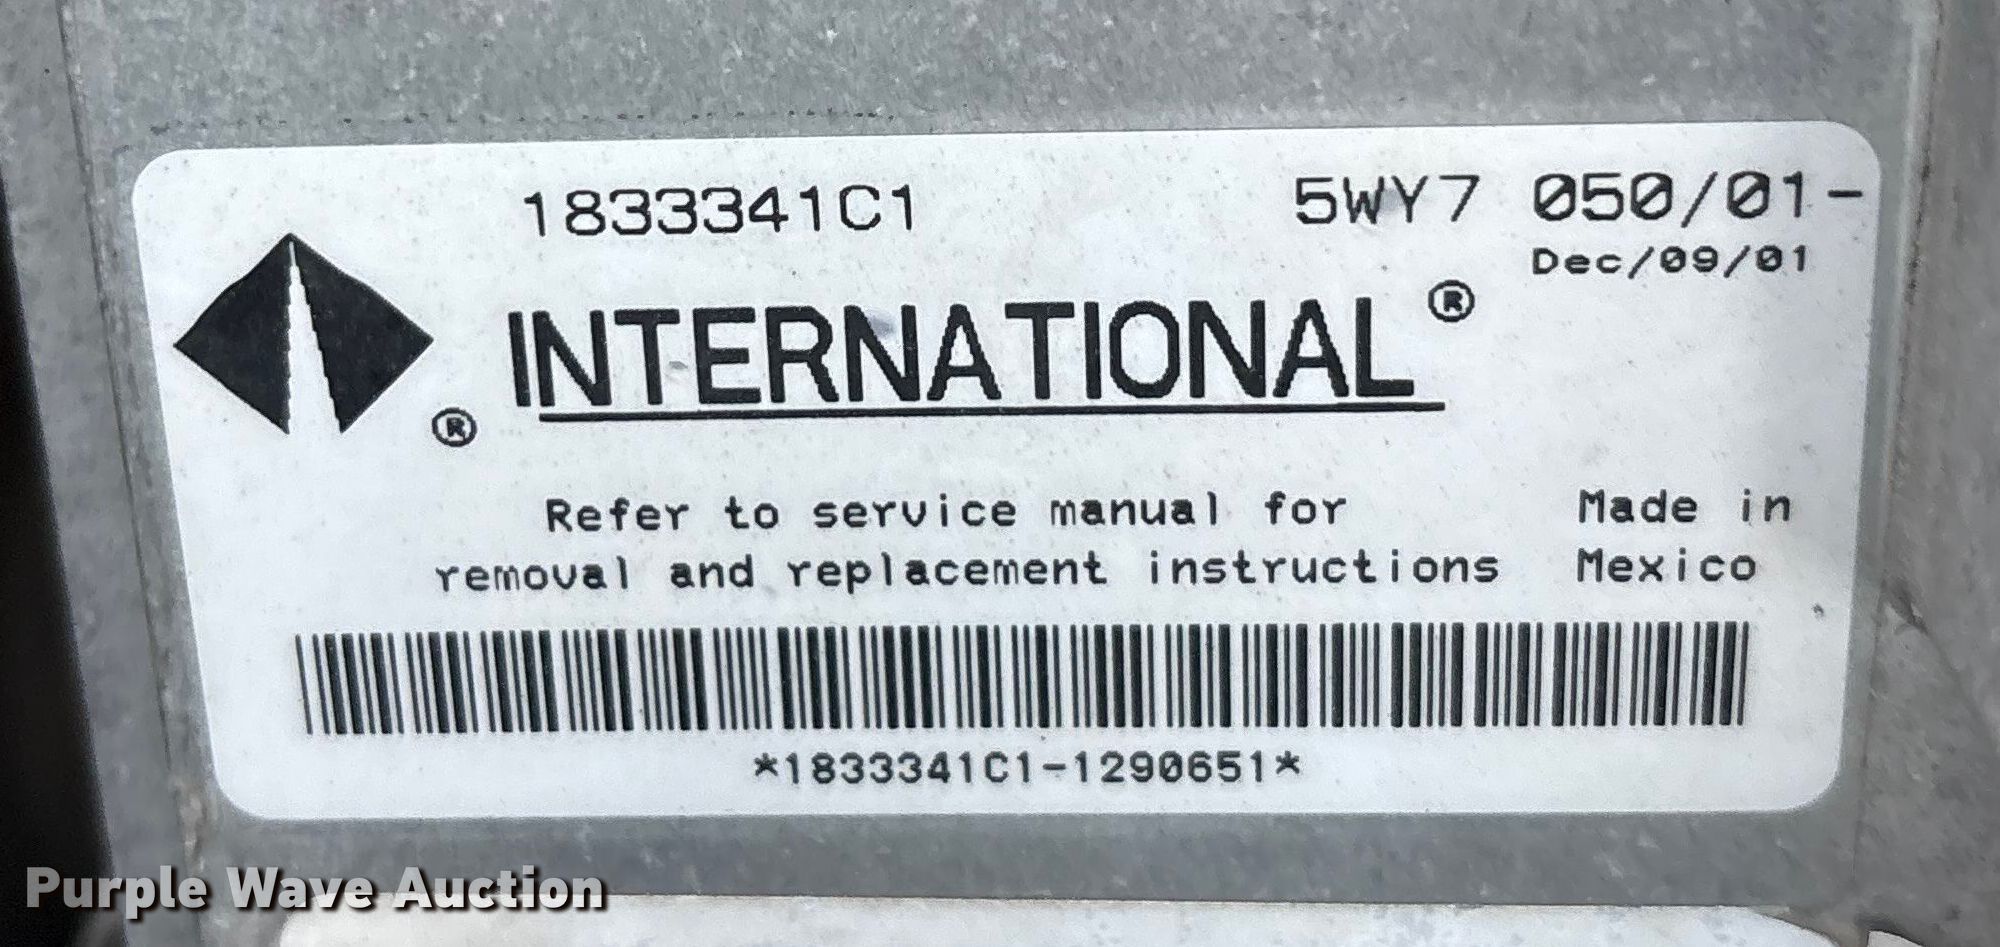 1833341C1 5WY7 050/01-
Dec/09/01
INTERNATIONAL®
®
Refer to service manual for Made in
removal and replacement instructions Mexico
*1833341C1-1290651*
Purple Wave Auction